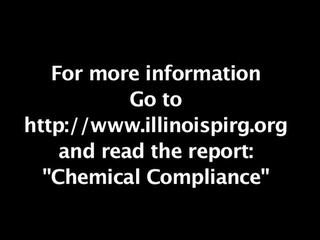 For more information
Go to
http://www.illinoispirg.org
and read the report:
"Chemical Compliance"